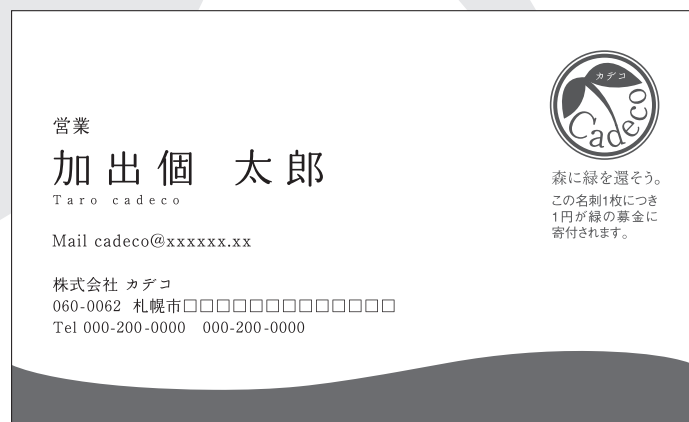 営業
加出個 太郎
Taro cadeco
Mail cadeco@xxxxxx.xx
株式会社 カデコ
060-0062 札幌市□□□□□□□□□□□□□
Tel 000-200-0000 000-200-0000
カデコ
Cadeco
森に緑を還そう。
この名刺1枚につき
1円が緑の募金に
寄付されます。